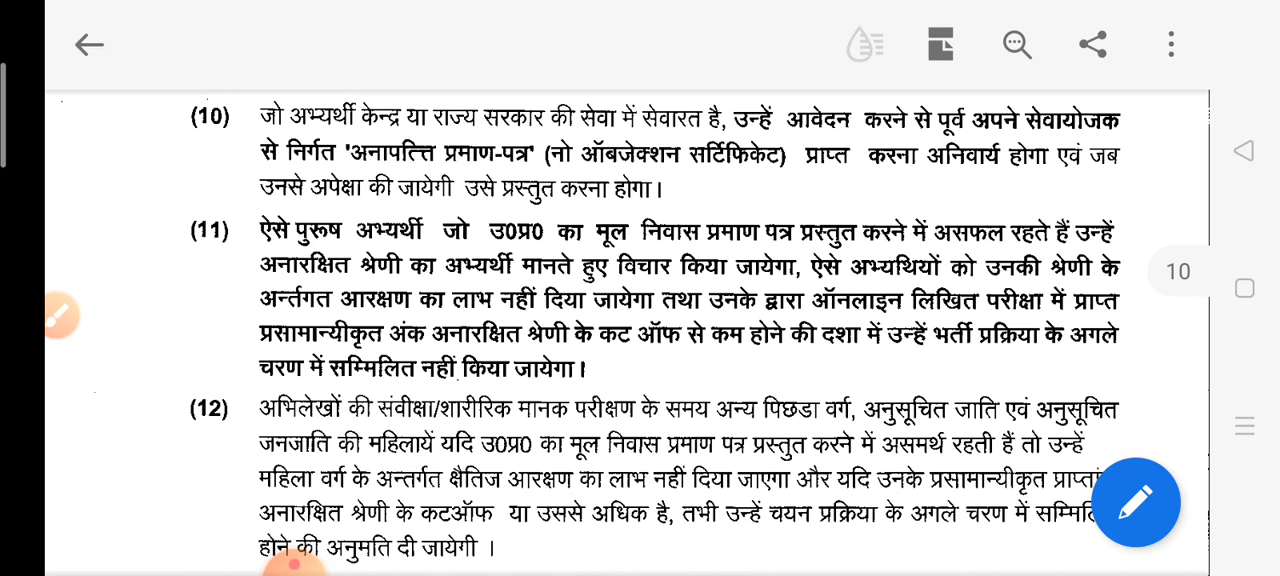 (10) जो अभ्यर्थी केन्द्र या राज्य सरकार की सेवा में सेवारत है, उन्हें आवेदन करने से पूर्व अपने सेवायोजक
से निर्गत 'अनापत्ति प्रमाण-पत्र' (नो ऑबजेक्शन सर्टिफिकेट) प्राप्त करना अनिवार्य होगा एवं जब
उनसे अपेक्षा की जायेगी उसे प्रस्तुत करना होगा।
(11) ऐसे पुरूष अभ्यर्थी जो उ0प्र0 का मूल निवास प्रमाण पत्र प्रस्तुत करने में असफल रहते हैं उन्हें
अनारक्षित श्रेणी का अभ्यर्थी मानते हुए विचार किया जायेगा, ऐसे अभ्यथियों को उनकी श्रेणी के
अर्न्तगत आरक्षण का लाभ नहीं दिया जायेगा तथा उनके द्वारा ऑनलाइन लिखित परीक्षा में प्राप्त
प्रसामान्यीकृत अंक अनारक्षित श्रेणी के कट ऑफ से कम होने की दशा में उन्हें भर्ती प्रक्रिया के अगले
चरण में सम्मिलित नहीं किया जायेगा।
10
(12) अभिलेखों की संवीक्षा/शारीरिक मानक परीक्षण के समय अन्य पिछडा वर्ग, अनुसूचित जाति एवं अनुसूचित
जनजाति की महिलायें यदि उ0प्र0 का मूल निवास प्रमाण पत्र प्रस्तुत करने में असमर्थ रहती हैं तो उन्हें
महिला वर्ग के अन्तर्गत क्षैतिज आरक्षण का लाभ नहीं दिया जाएगा और यदि उनके प्रसामान्यीकृत
अनारक्षित श्रेणी के कटऑफ या उससे अधिक है, तभी उन्हें चयन प्रक्रिया के अगले चरण में
होने की अनुमति दी जायेगी ।